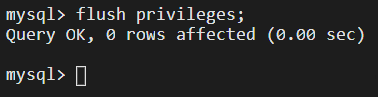 mysql> flush privileges;
Query OK, 0 rows affected (0.00 sec)
mysql>